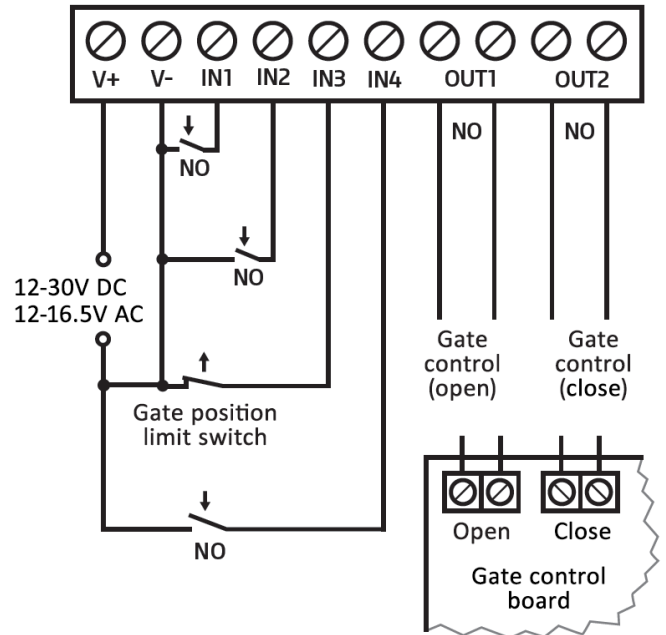 V+ V- IN1 IN2 IN3 IN4 OUT1 OUT2
NO NO
NO
NO
12-30V DC
12-16.5V AC
Gate
control
(open)
Gate
control
(close)
Gate position
limit switch
NO
Open Close
Gate control
board